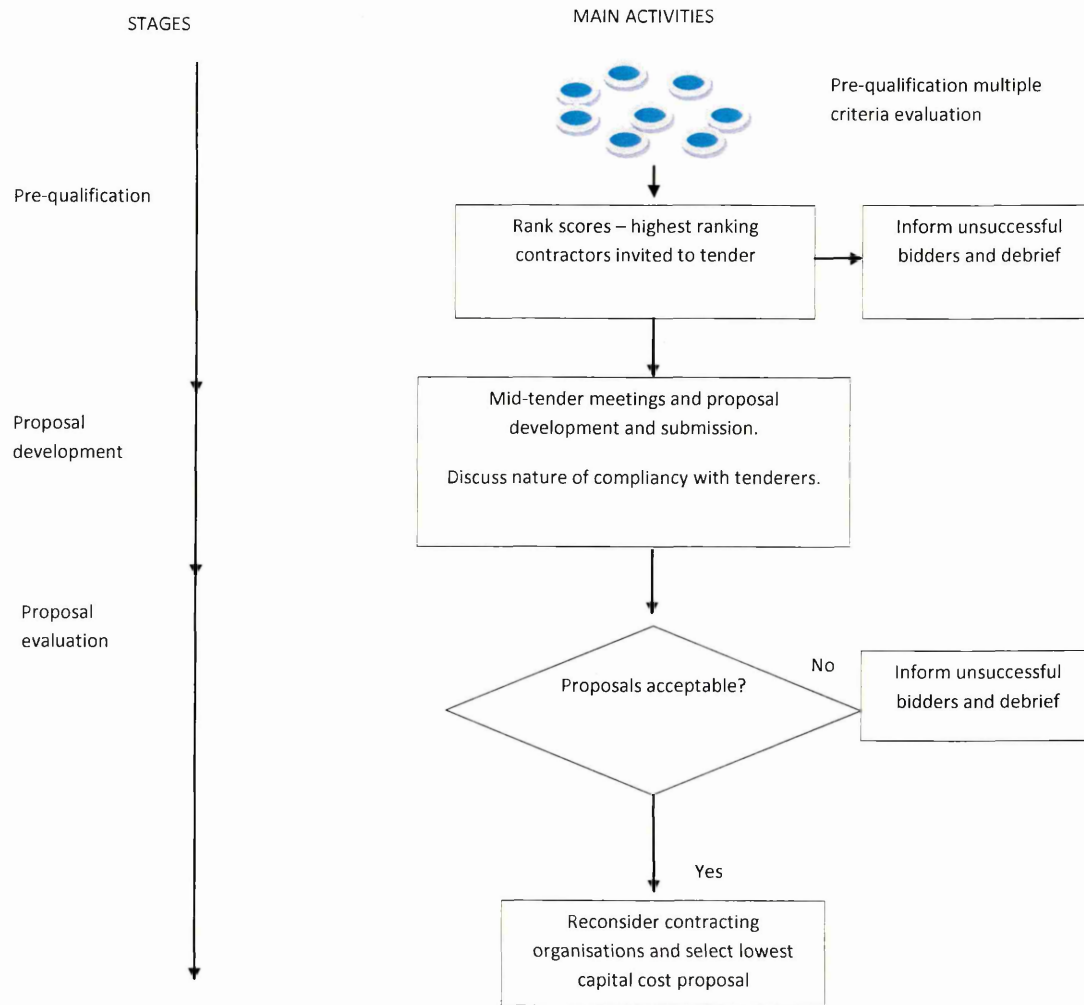 STAGES
MAIN ACTIVITIES
Pre-qualification multiple
criteria evaluation
Pre-qualification
Rank scores – highest ranking
contractors invited to tender
Inform unsuccessful
bidders and debrief
Mid-tender meetings and proposal
development and submission.
Discuss nature of compliancy with tenderers.
Proposal
development
Proposal
evaluation
Proposals acceptable?
No
Inform unsuccessful
bidders and debrief
Yes
Reconsider contracting
organisations and select lowest
capital cost proposal